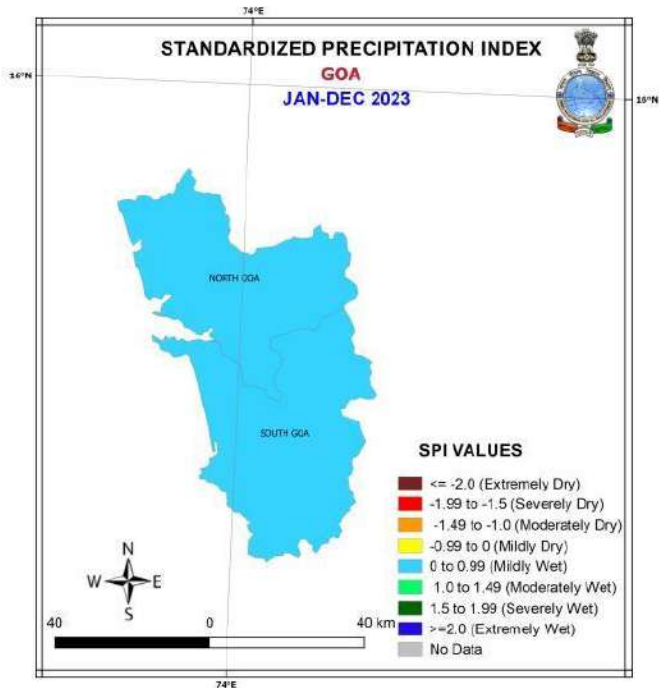 74°E
STANDARDIZED PRECIPITATION INDEX
GOA
JAN-DEC 2023
16°N
16°N
NORTH GOA
SOUTH GOA
SPI VALUES
<= -2.0 (Extremely Dry)
-1.99 to -1.5 (Severely Dry)
-1.49 to -1.0 (Moderately Dry)
-0.99 to 0 (Mildly Dry)
0 to 0.99 (Mildly Wet)
1.0 to 1.49 (Moderately Wet)
1.5 to 1.99 (Severely Wet)
>=2.0 (Extremely Wet)
No Data
N
W E
S
40 0 40 km
74°E